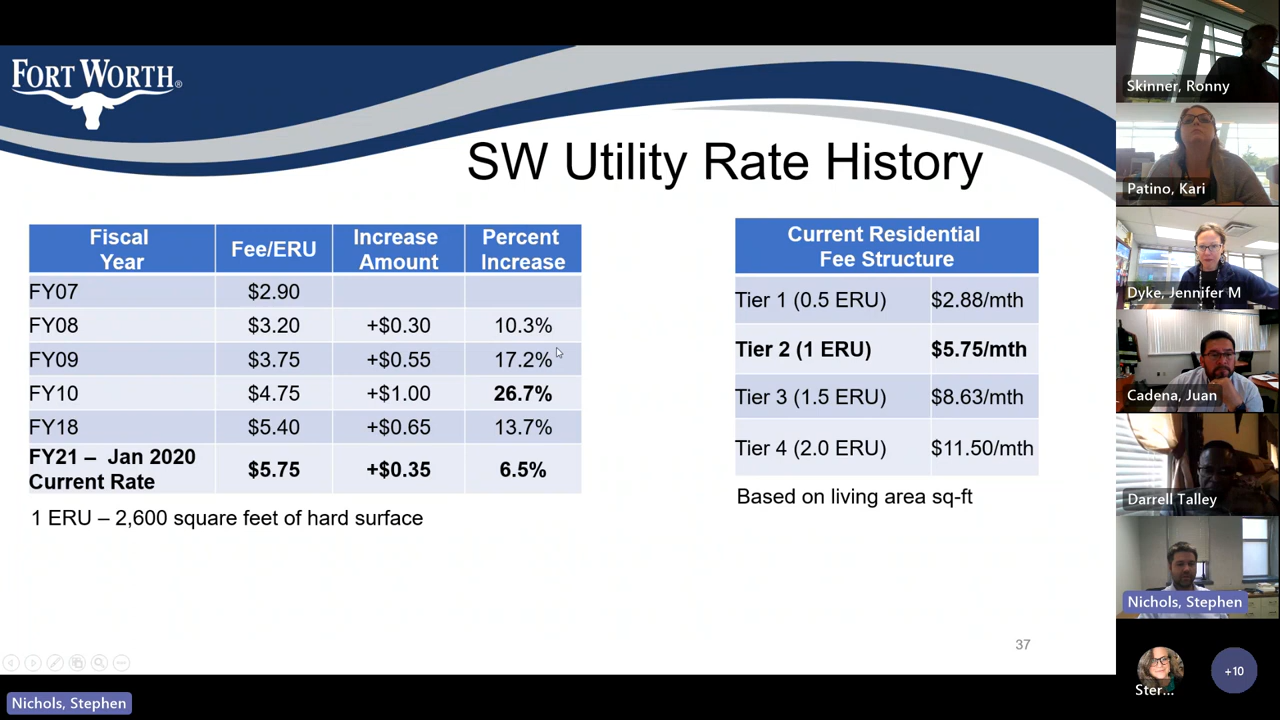 FORT WORTH®
SW Utility Rate History
Fiscal Year Fee/ERU Increase Amount Percent Increase
FY07 $2.90
FY08 $3.20 +$0.30 10.3%
FY09 $3.75 +$0.55 17.2%
FY10 $4.75 +$1.00 26.7%
FY18 $5.40 +$0.65 13.7%
FY21 – Jan 2020 Current Rate $5.75 +$0.35 6.5%
1 ERU – 2,600 square feet of hard surface
Current Residential
Fee Structure
Tier 1 (0.5 ERU) $2.88/mth
Tier 2 (1 ERU) $5.75/mth
Tier 3 (1.5 ERU) $8.63/mth
Tier 4 (2.0 ERU) $11.50/mth
Based on living area sq-ft
37
Skinner, Ronny
Patino, Kari
Dyke, Jennifer M
Cadena, Juan
Darrell Talley
Nichols, Stephen
Ster...
+10
Nichols, Stephen